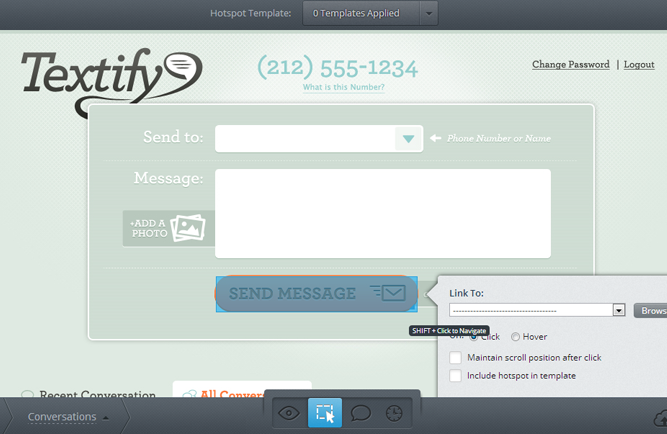 Hotspot Template: 0 Templates Applied
Textify
(212) 555-1234
What is this Number?
Change Password | Logout
Send to:
Phone Number or Name
Message:
+ADD A
PHOTO
SEND MESSAGE
Link To:
-----------------------------------
Brows
SHIFT + Click to Navigate
On: Click Hover
Maintain scroll position after click
Include hotspot in template
Recent Conversation
All Conver
Conversations